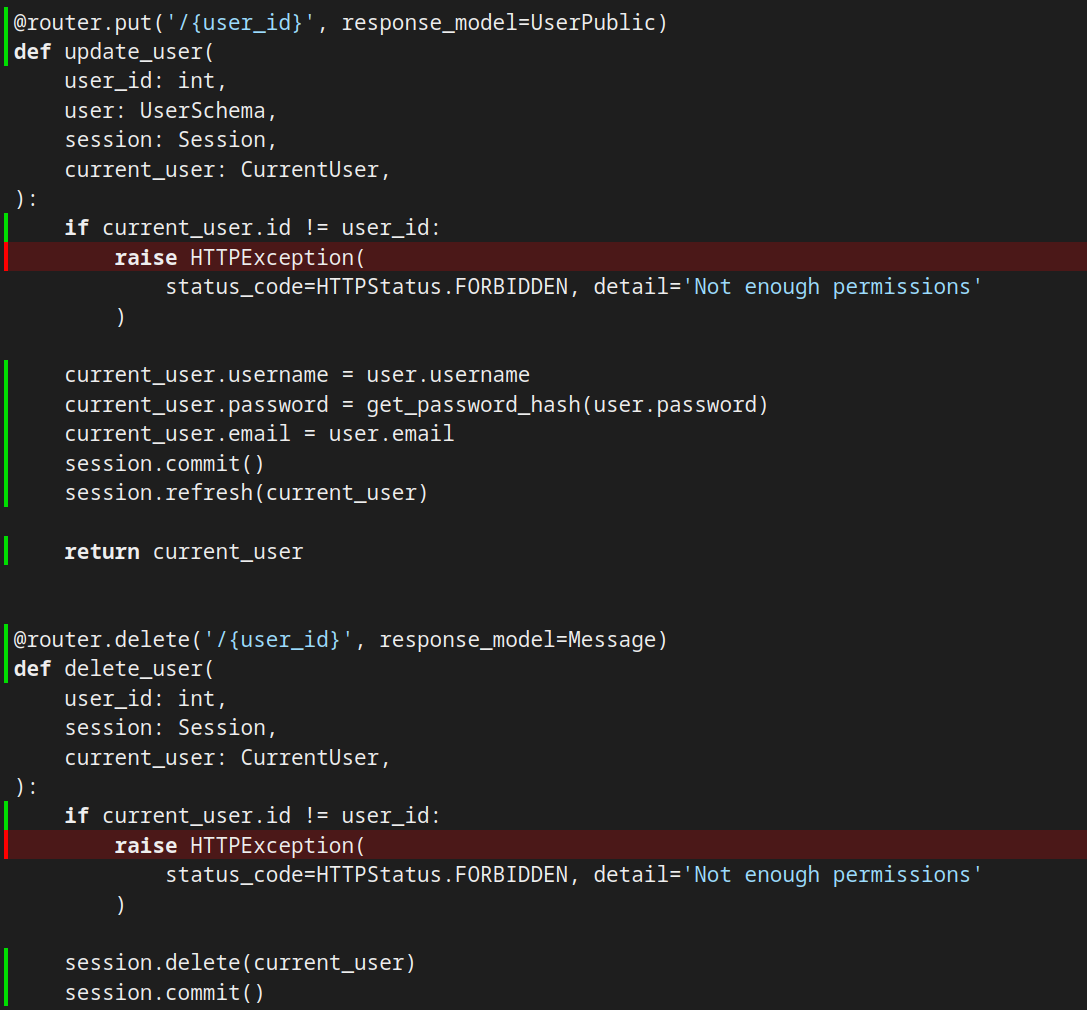 @router.put('/{user_id}', response_model=UserPublic)
def update_user(
    user_id: int,
    user: UserSchema,
    session: Session,
    current_user: CurrentUser,
):
    if current_user.id != user_id:
        raise HTTPException(
            status_code=HTTPStatus.FORBIDDEN, detail='Not enough permissions'
        )

    current_user.username = user.username
    current_user.password = get_password_hash(user.password)
    current_user.email = user.email
    session.commit()
    session.refresh(current_user)

    return current_user


@router.delete('/{user_id}', response_model=Message)
def delete_user(
    user_id: int,
    session: Session,
    current_user: CurrentUser,
):
    if current_user.id != user_id:
        raise HTTPException(
            status_code=HTTPStatus.FORBIDDEN, detail='Not enough permissions'
        )

    session.delete(current_user)
    session.commit()